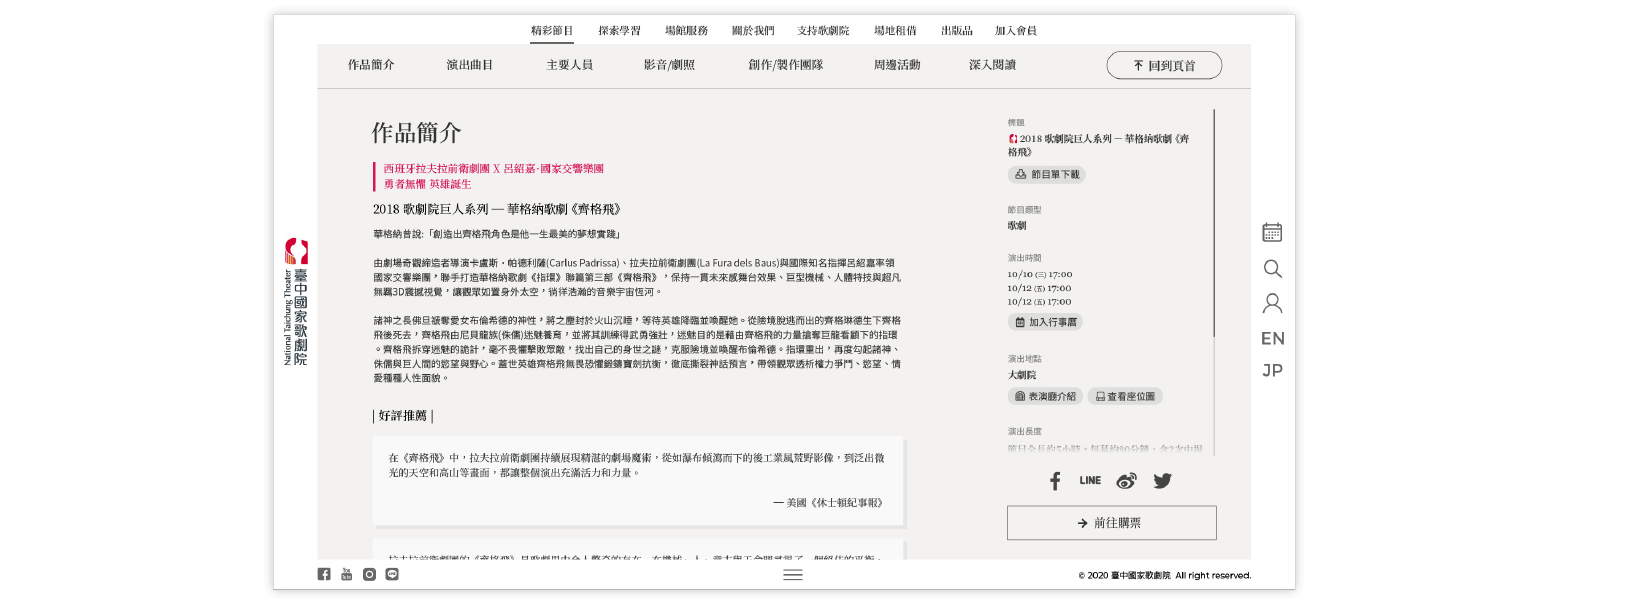 精彩節目 探索學習 場館服務 關於我們 支持歌劇院 場地租借 出版品 加入會員
作品簡介 演出曲目 主要人員 影音/劇照 創作/製作團隊 周邊活動 深入閱讀 回到頁首
作品簡介
西班牙拉夫拉前衛劇團 X 呂紹嘉·國家交響樂團
勇者無懼 英雄誕生
2018 歌劇院巨人系列 — 華格納歌劇《齊格飛》
華格納曾說:「創造出齊格飛角色是他一生最美的夢想實踐」
由劇場奇觀締造者導演卡盧斯・帕德利薩(Carlus Padrissa)、拉夫拉前衛劇團(La Fura dels Baus)與國際知名指揮呂紹嘉率領
國家交響樂團，聯手打造華格納歌劇《指環》聯篇第三部《齊格飛》，保持一貫未來感舞台效果、巨型機械、人體特技與超凡
無羈3D震撼視覺，讓觀眾如置身外太空，徜徉浩瀚的音樂宇宙恆河。
諸神之長佛旦褫奪愛女布倫希德的神性，將之塵封於火山沉睡，等待英雄降臨並喚醒她。從險境脫逃而出的齊格琳德生下齊格
飛後死去，齊格飛由尼貝龍族(侏儒)迷魅養育，並將其訓練得武勇強壯，迷魅目的是藉由齊格飛的力量搶奪巨龍看顧下的指環
。齊格飛拆穿迷魅的詭計，毫不畏懼擊敗眾敵，找出自己的身世之謎，克服險境並喚醒布倫希德。指環重出，再度勾起諸神、
侏儒與巨人間的慾望與野心。蓋世英雄齊格飛無畏恐懼鍛鑄寶劍抗衡，徹底撕裂神話預言，帶領觀眾透析權力爭鬥、慾望、情
愛種種人性面貌。
| 好評推薦 |
在《齊格飛》中，拉夫拉前衛劇團持續展現精湛的劇場魔術，從如瀑布傾瀉而下的後工業風荒野影像，到泛出微
光的天空和高山等畫面，都讓整個演出充滿活力和力量。
— 美國《休士頓紀事報》
標題
2018 歌劇院巨人系列 — 華格納歌劇《齊
格飛》
節目單下載
節目類型
歌劇
演出時間
10/10 (三) 17:00
10/12 (五) 17:00
10/12 (五) 17:00
加入行事曆
演出地點
大劇院
表演廳介紹 查看座位圖
演出長度
LINE
前往購票
臺中國家歌劇院
National Taichung Theater
EN
JP
You
Tube
LINE
© 2020 臺中國家歌劇院 All right reserved.